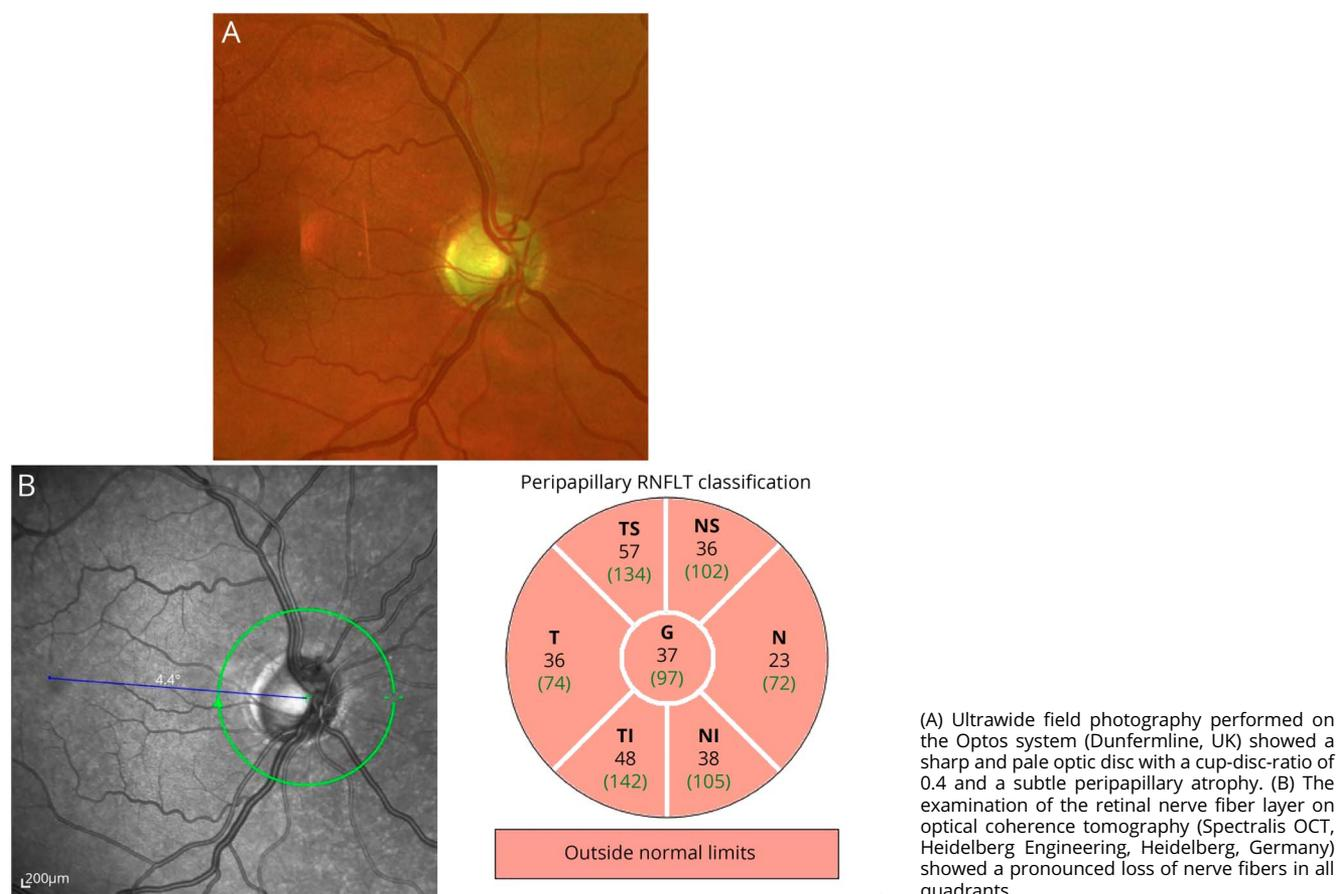 A
B
4,4°
200µm
Peripapillary RNFLT classification
TS
57
(134)
NS
36
(102)
T
36
(74)
G
37
(97)
N
23
(72)
TI
48
(142)
NI
38
(105)
Outside normal limits
(A) Ultrawide field photography performed on
the Optos system (Dunfermline, UK) showed a
sharp and pale optic disc with a cup-disc-ratio of
0.4 and a subtle peripapillary atrophy. (B) The
examination of the retinal nerve fiber layer on
optical coherence tomography (Spectralis OCT,
Heidelberg Engineering, Heidelberg, Germany)
showed a pronounced loss of nerve fibers in all
quadrants